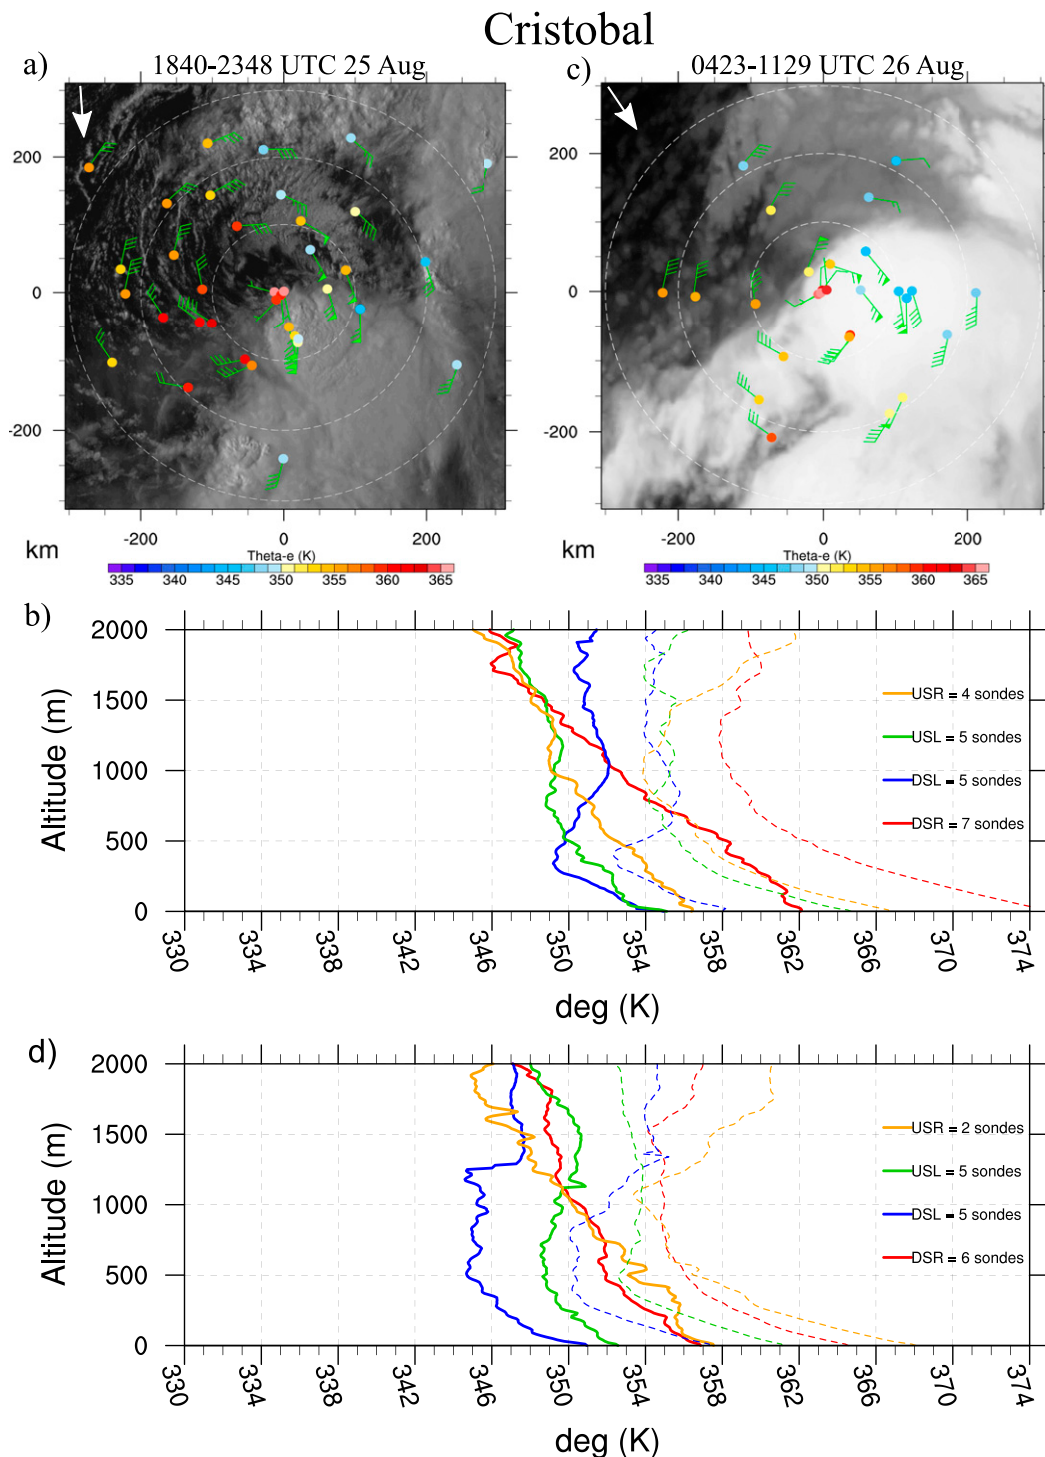 Cristobal
a) 1840-2348 UTC 25 Aug
c) 0423-1129 UTC 26 Aug
200
0
-200
-200 0 200
km
Theta-e (K)
335 340 345 350 355 360 365
200
0
-200
-200 0 200
km
Theta-e (K)
335 340 345 350 355 360 365
b)
2000
1500
1000
500
0
Altitude (m)
USR = 4 sondes
USL = 5 sondes
DSL = 5 sondes
DSR = 7 sondes
330 334 338 342 346 350 354 358 362 366 370 374
deg (K)
d)
2000
1500
1000
500
0
Altitude (m)
USR = 2 sondes
USL = 5 sondes
DSL = 5 sondes
DSR = 6 sondes
330 334 338 342 346 350 354 358 362 366 370 374
deg (K)